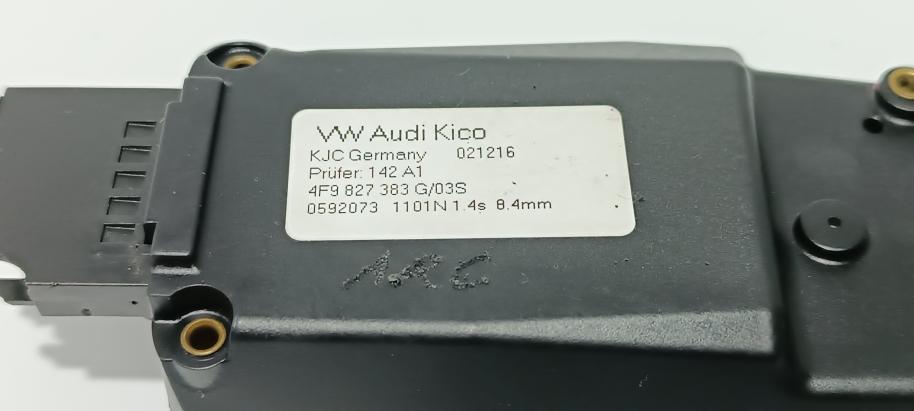 VW Audi Kico
KJC Germany 021216
Prüfer: 142 A1
4F9 827 383 G/03S
0592073 1101N 1.4s 8.4mm